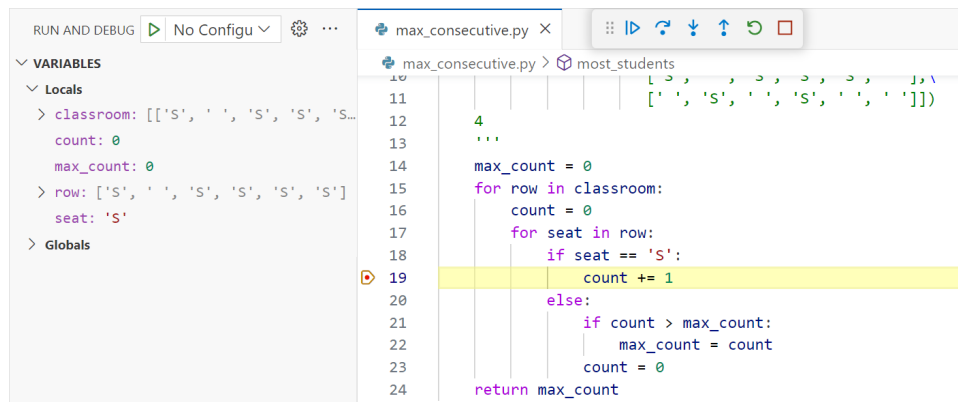 RUN AND DEBUG
No Configu
...
VARIABLES
Locals
classroom: [['S', ' ', 'S', 'S', 'S…
count: 0
max_count: 0
row: ['S', ' ', 'S', 'S', 'S', 'S']
seat: 'S'
Globals
max_consecutive.py
max_consecutive.py > most_students
10 ['S', ' ', 'S', 'S', 'S', ' '],\
11 [' ', 'S', ' ', 'S', ' ', ' ']])
12 4
13 '''
14 max_count = 0
15 for row in classroom:
16 count = 0
17 for seat in row:
18 if seat == 'S':
19 count += 1
20 else:
21 if count > max_count:
22 max_count = count
23 count = 0
24 return max_count